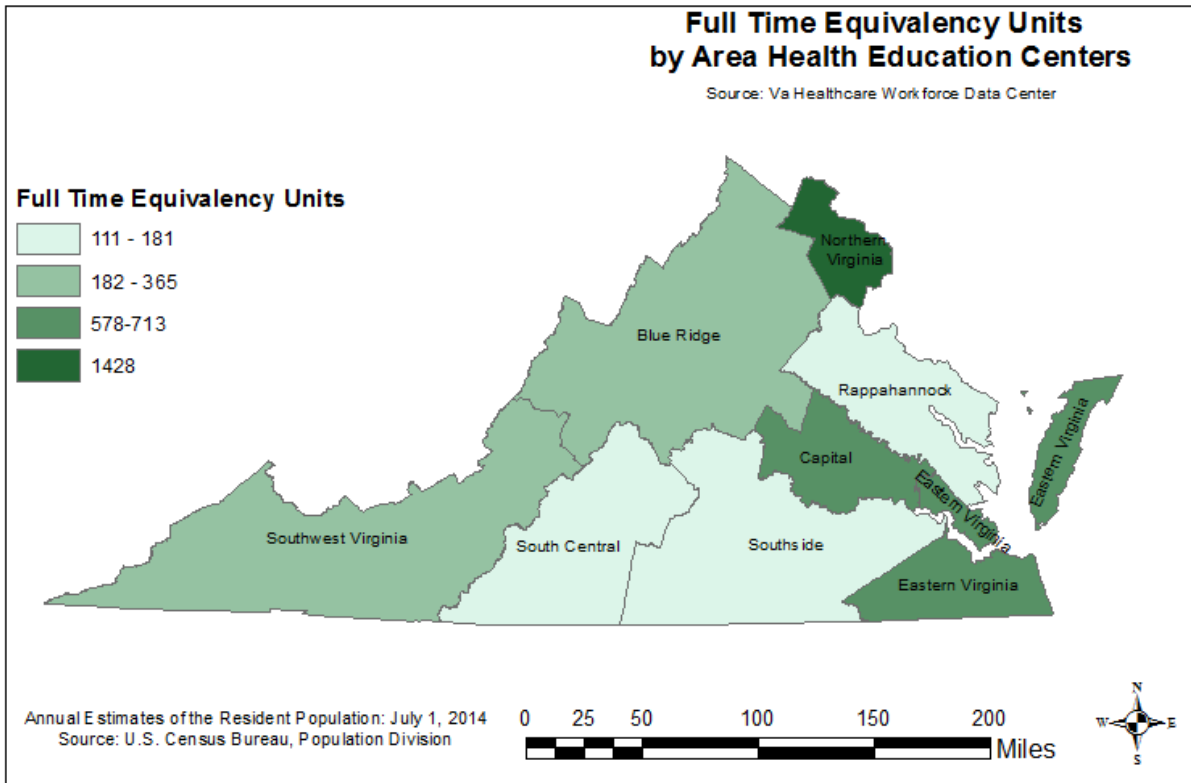 Full Time Equivalency Units
by Area Health Education Centers
Source: Va Healthcare Workforce Data Center
Full Time Equivalency Units
111 - 181
182 - 365
578-713
1428
Northern
Virginia
Blue Ridge
Rappahannock
Eastern Virginia
Capital
Eastern Virginia
Southwest Virginia
South Central
Southside
Eastern Virginia
Annual Estimates of the Resident Population: July 1, 2014
Source: U.S. Census Bureau, Population Division
0 25 50 100 150 200
Miles
N
W E
S